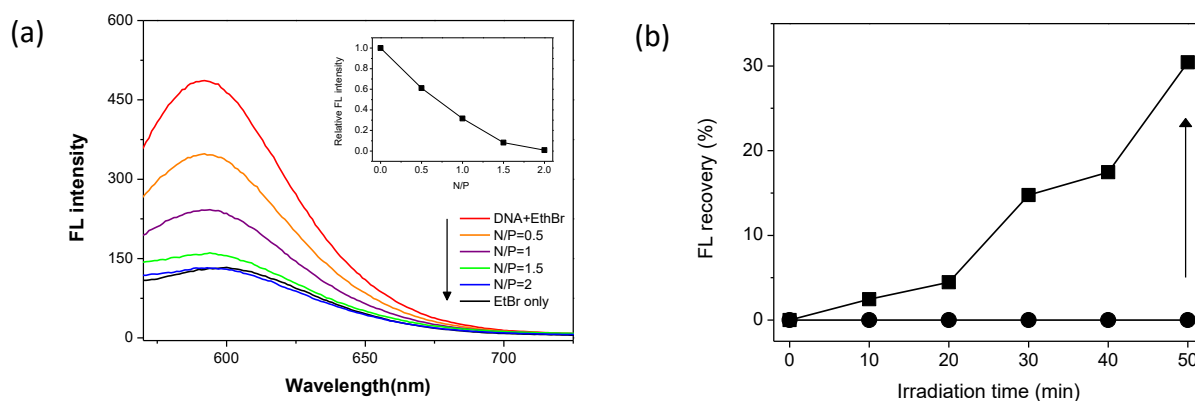 (a)
600
450
300
150
0
FL intensity
600
650
700
Wavelength(nm)
1.0
0.8
0.6
0.4
0.2
0.0
Relative FL intensity
0.0
0.5
1.0
1.5
2.0
N/P
DNA+EthBr
N/P=0.5
N/P=1
N/P=1.5
N/P=2
EtBr only
(b)
30
20
10
0
FL recovery (%)
0
10
20
30
40
50
Irradiation time (min)